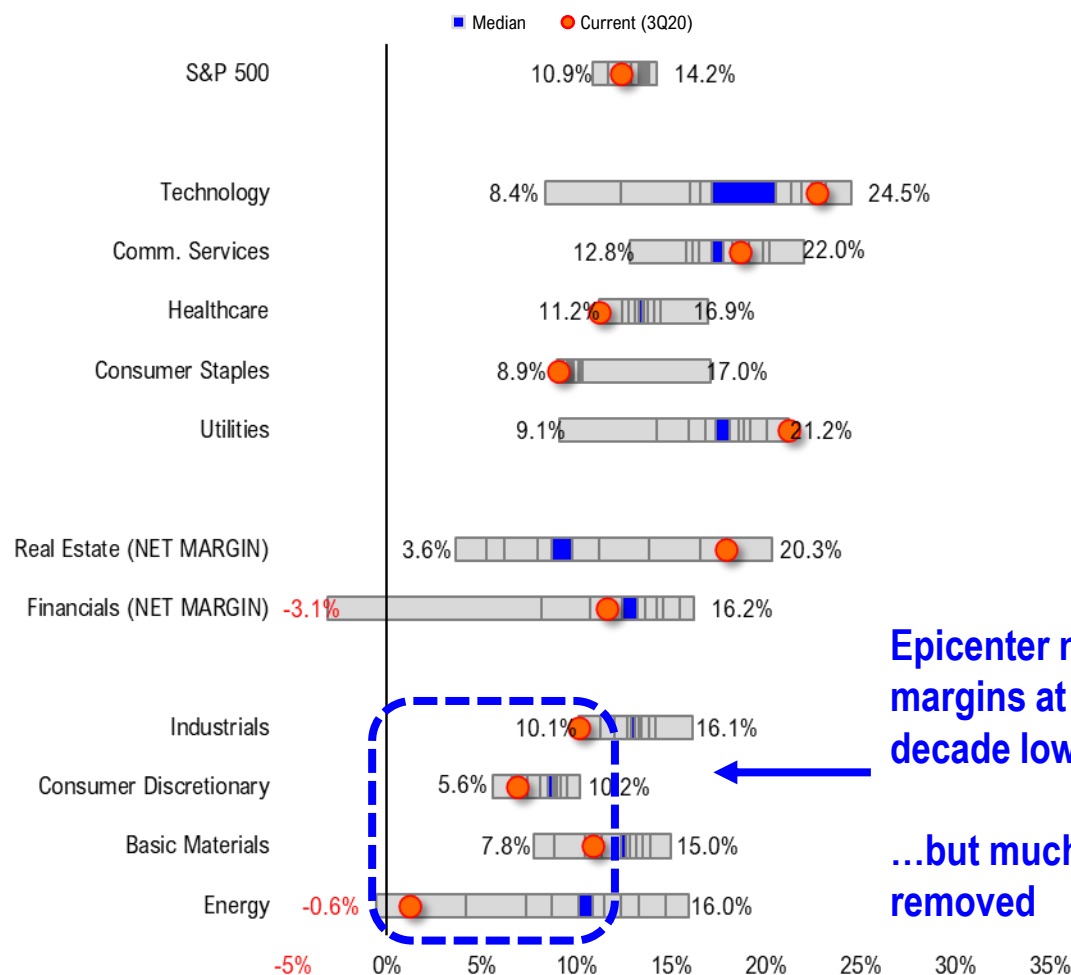 Median Current (3Q20)
S&P 500 10.9% 14.2%
Technology 8.4% 24.5%
Comm. Services 12.8% 22.0%
Healthcare 11.2% 16.9%
Consumer Staples 8.9% 17.0%
Utilities 9.1% 21.2%
Real Estate (NET MARGIN) 3.6% 20.3%
Financials (NET MARGIN) -3.1% 16.2%
Epicenter
margins at
Industrials 10.1% 16.1%
decade low
Consumer Discretionary 5.6% 10.2%
Basic Materials 7.8% 15.0%
...but much
removed
Energy -0.6% 16.0%
-5% 0% 5% 10% 15% 20% 25% 30% 35%